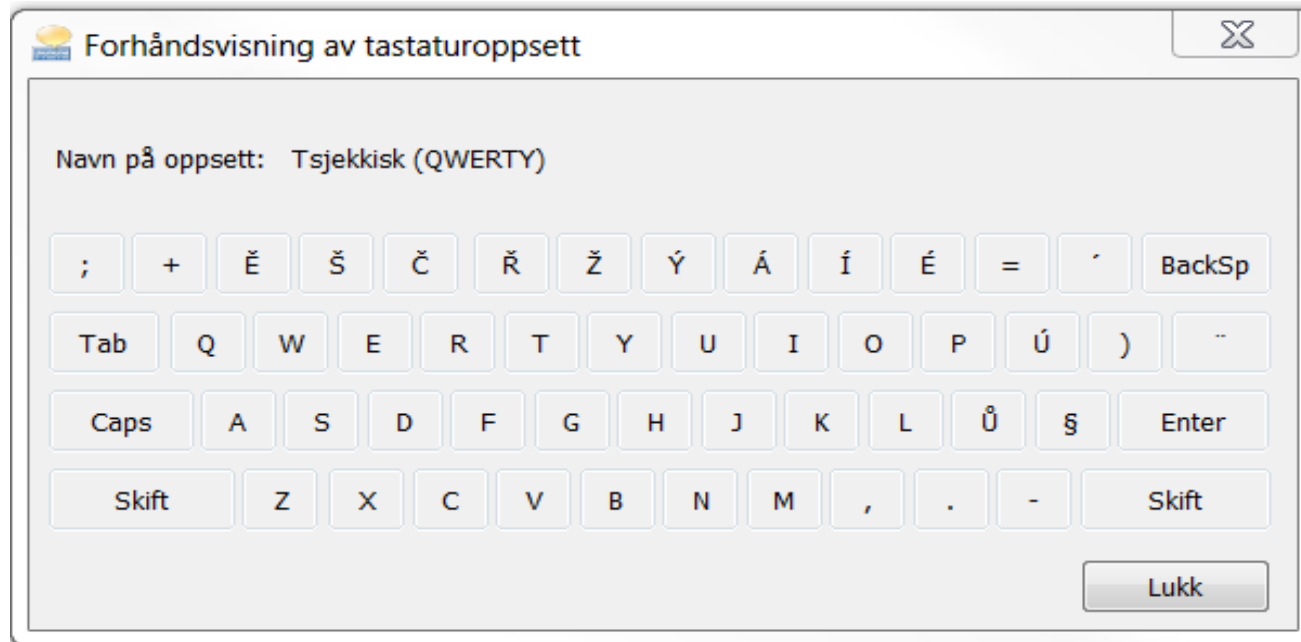 Forhåndsvisning av tastaturoppsett
Navn på oppsett: Tsjekkisk (QWERTY)
; + Ě Š Č Ř Ž Ý Á Í É = ´ BackSp
Tab Q W E R T Y U I O P Ú ) ¨
Caps A S D F G H J K L Ů § Enter
Skift Z X C V B N M , . - Skift
Lukk